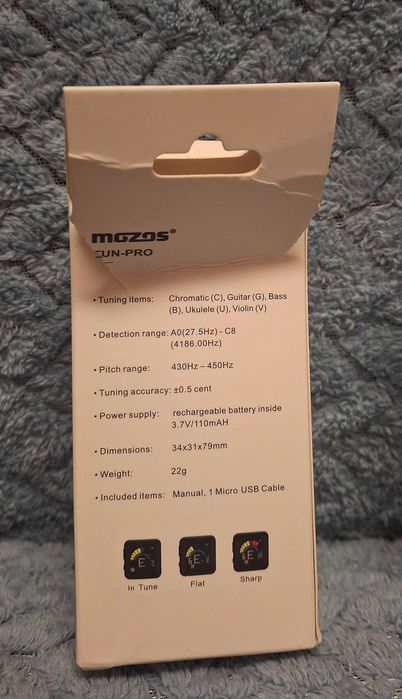 mozos®
TUN-PRO
• Tuning items: Chromatic (C), Guitar (G), Bass
(B), Ukulele (U), Violin (V)
• Detection range: A0(27.5Hz) - C8
(4186.00Hz)
• Pitch range: 430Hz – 450Hz
• Tuning accuracy: ±0.5 cent
• Power supply: rechargeable battery inside
3.7V/110mAH
• Dimensions: 34x31x79mm
• Weight: 22g
• Included items: Manual, 1 Micro USB Cable
E E E
In Tune Flat Sharp